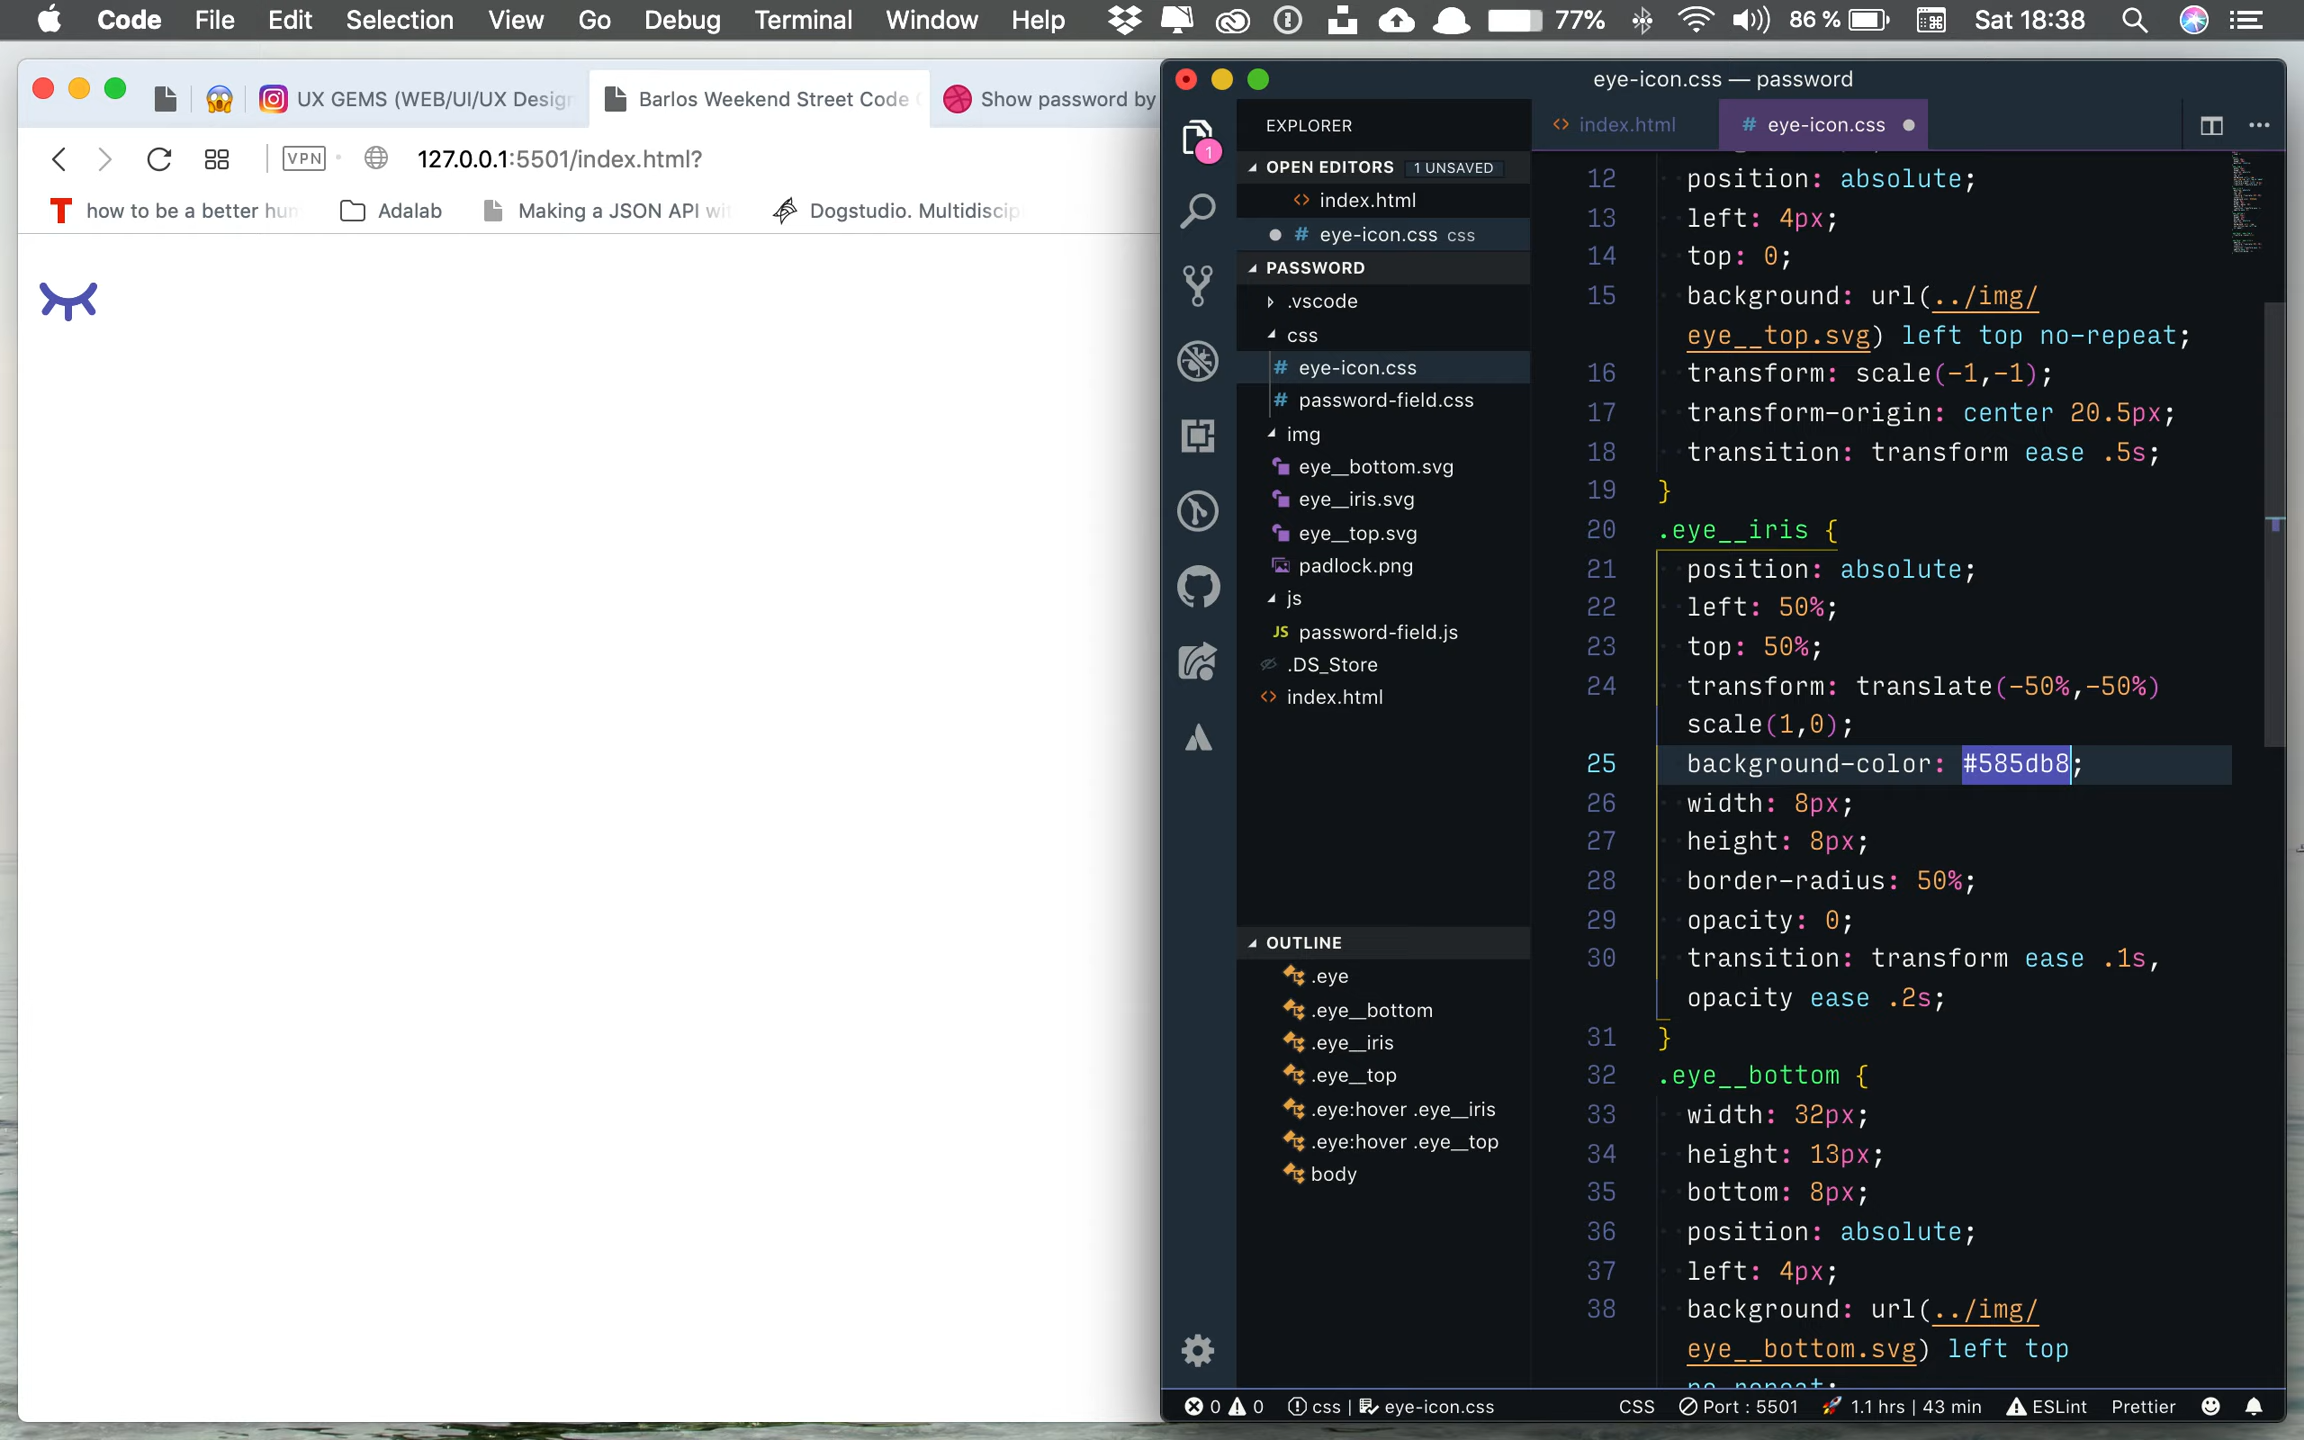 Code File Edit Selection View Go Debug Terminal Window Help 77% 86 % Sat 18:38
UX GEMS (WEB/UI/UX Design
Barlos Weekend Street Code
Show password by
127.0.0.1:5501/index.html?
VPN
T how to be a better hum
Adalab
Making a JSON API wi
Dogstudio. Multidiscip
eye-icon.css — password
EXPLORER
OPEN EDITORS 1 UNSAVED
<> index.html
# eye-icon.css css
PASSWORD
.vscode
css
# eye-icon.css
# password-field.css
img
eye__bottom.svg
eye__iris.svg
eye__top.svg
padlock.png
js
JS password-field.js
.DS_Store
<> index.html
OUTLINE
.eye
.eye__bottom
.eye__iris
.eye__top
.eye:hover .eye__iris
.eye:hover .eye__top
body
1
<> index.html
# eye-icon.css
12 position: absolute;
13 left: 4px;
14 top: 0;
15 background: url(../img/
eye__top.svg) left top no-repeat;
16 transform: scale(-1,-1);
17 transform-origin: center 20.5px;
18 transition: transform ease .5s;
19 }
20 .eye__iris {
21 position: absolute;
22 left: 50%;
23 top: 50%;
24 transform: translate(-50%,-50%)
scale(1,0);
25 background-color: #585db8;
26 width: 8px;
27 height: 8px;
28 border-radius: 50%;
29 opacity: 0;
30 transition: transform ease .1s,
opacity ease .2s;
31 }
32 .eye__bottom {
33 width: 32px;
34 height: 13px;
35 bottom: 8px;
36 position: absolute;
37 left: 4px;
38 background: url(../img/
eye__bottom.svg) left top
no-repeat;
0 0 css | eye-icon.css CSS Port : 5501 1.1 hrs | 43 min ESLint Prettier